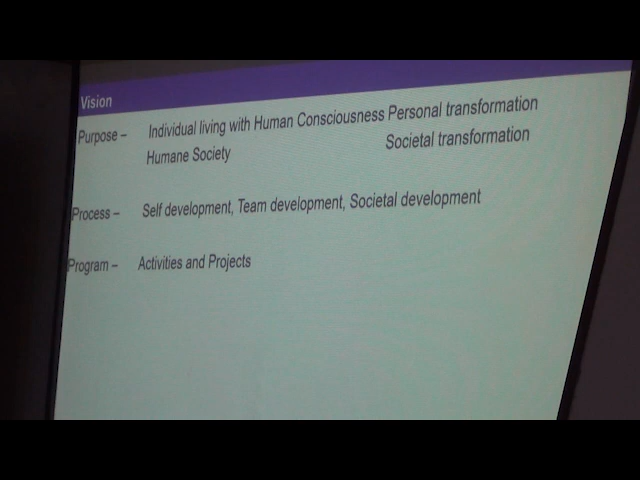 Vision
Purpose – Individual living with Human Consciousness Personal transformation
Humane Society Societal transformation
Process – Self development, Team development, Societal development
Program – Activities and Projects